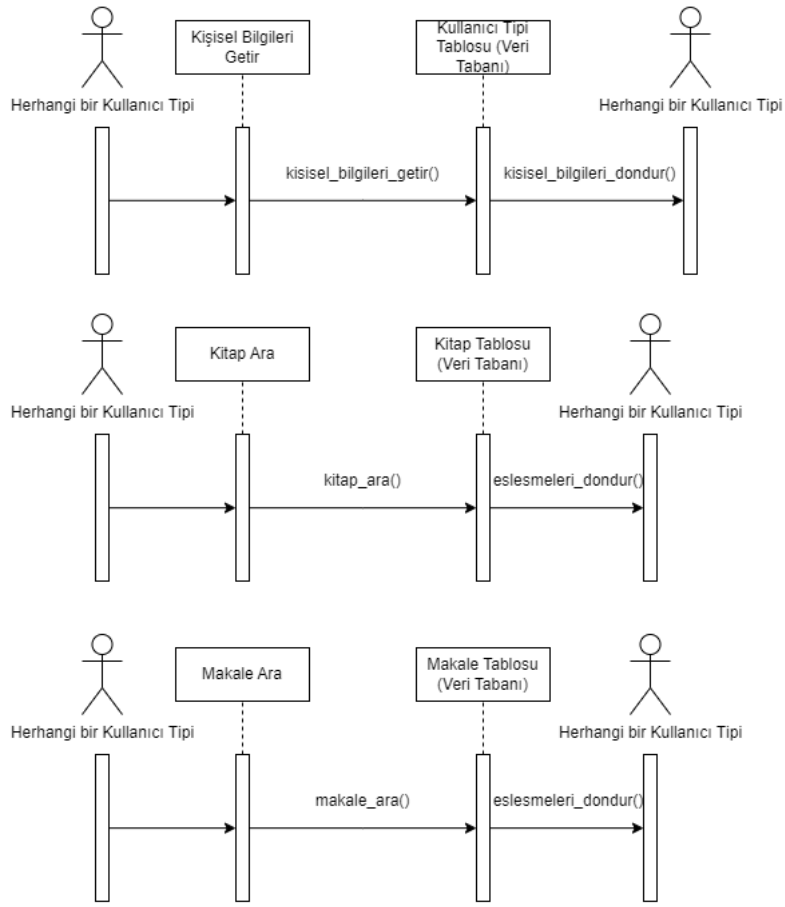 Kişisel Bilgileri
Getir
Kullanıcı Tipi
Tablosu (Veri
Tabanı)
Herhangi bir Kullanıcı Tipi
Herhangi bir Kullanıcı Tipi
kisisel_bilgileri_getir()
kisisel_bilgileri_dondur()
Kitap Ara
Kitap Tablosu
(Veri Tabanı)
Herhangi bir Kullanıcı Tipi
Herhangi bir Kullanıcı Tipi
kitap_ara()
eslesmeleri_dondur()
Makale Ara
Makale Tablosu
(Veri Tabanı)
Herhangi bir Kullanıcı Tipi
Herhangi bir Kullanıcı Tipi
makale_ara()
eslesmeleri_dondur()